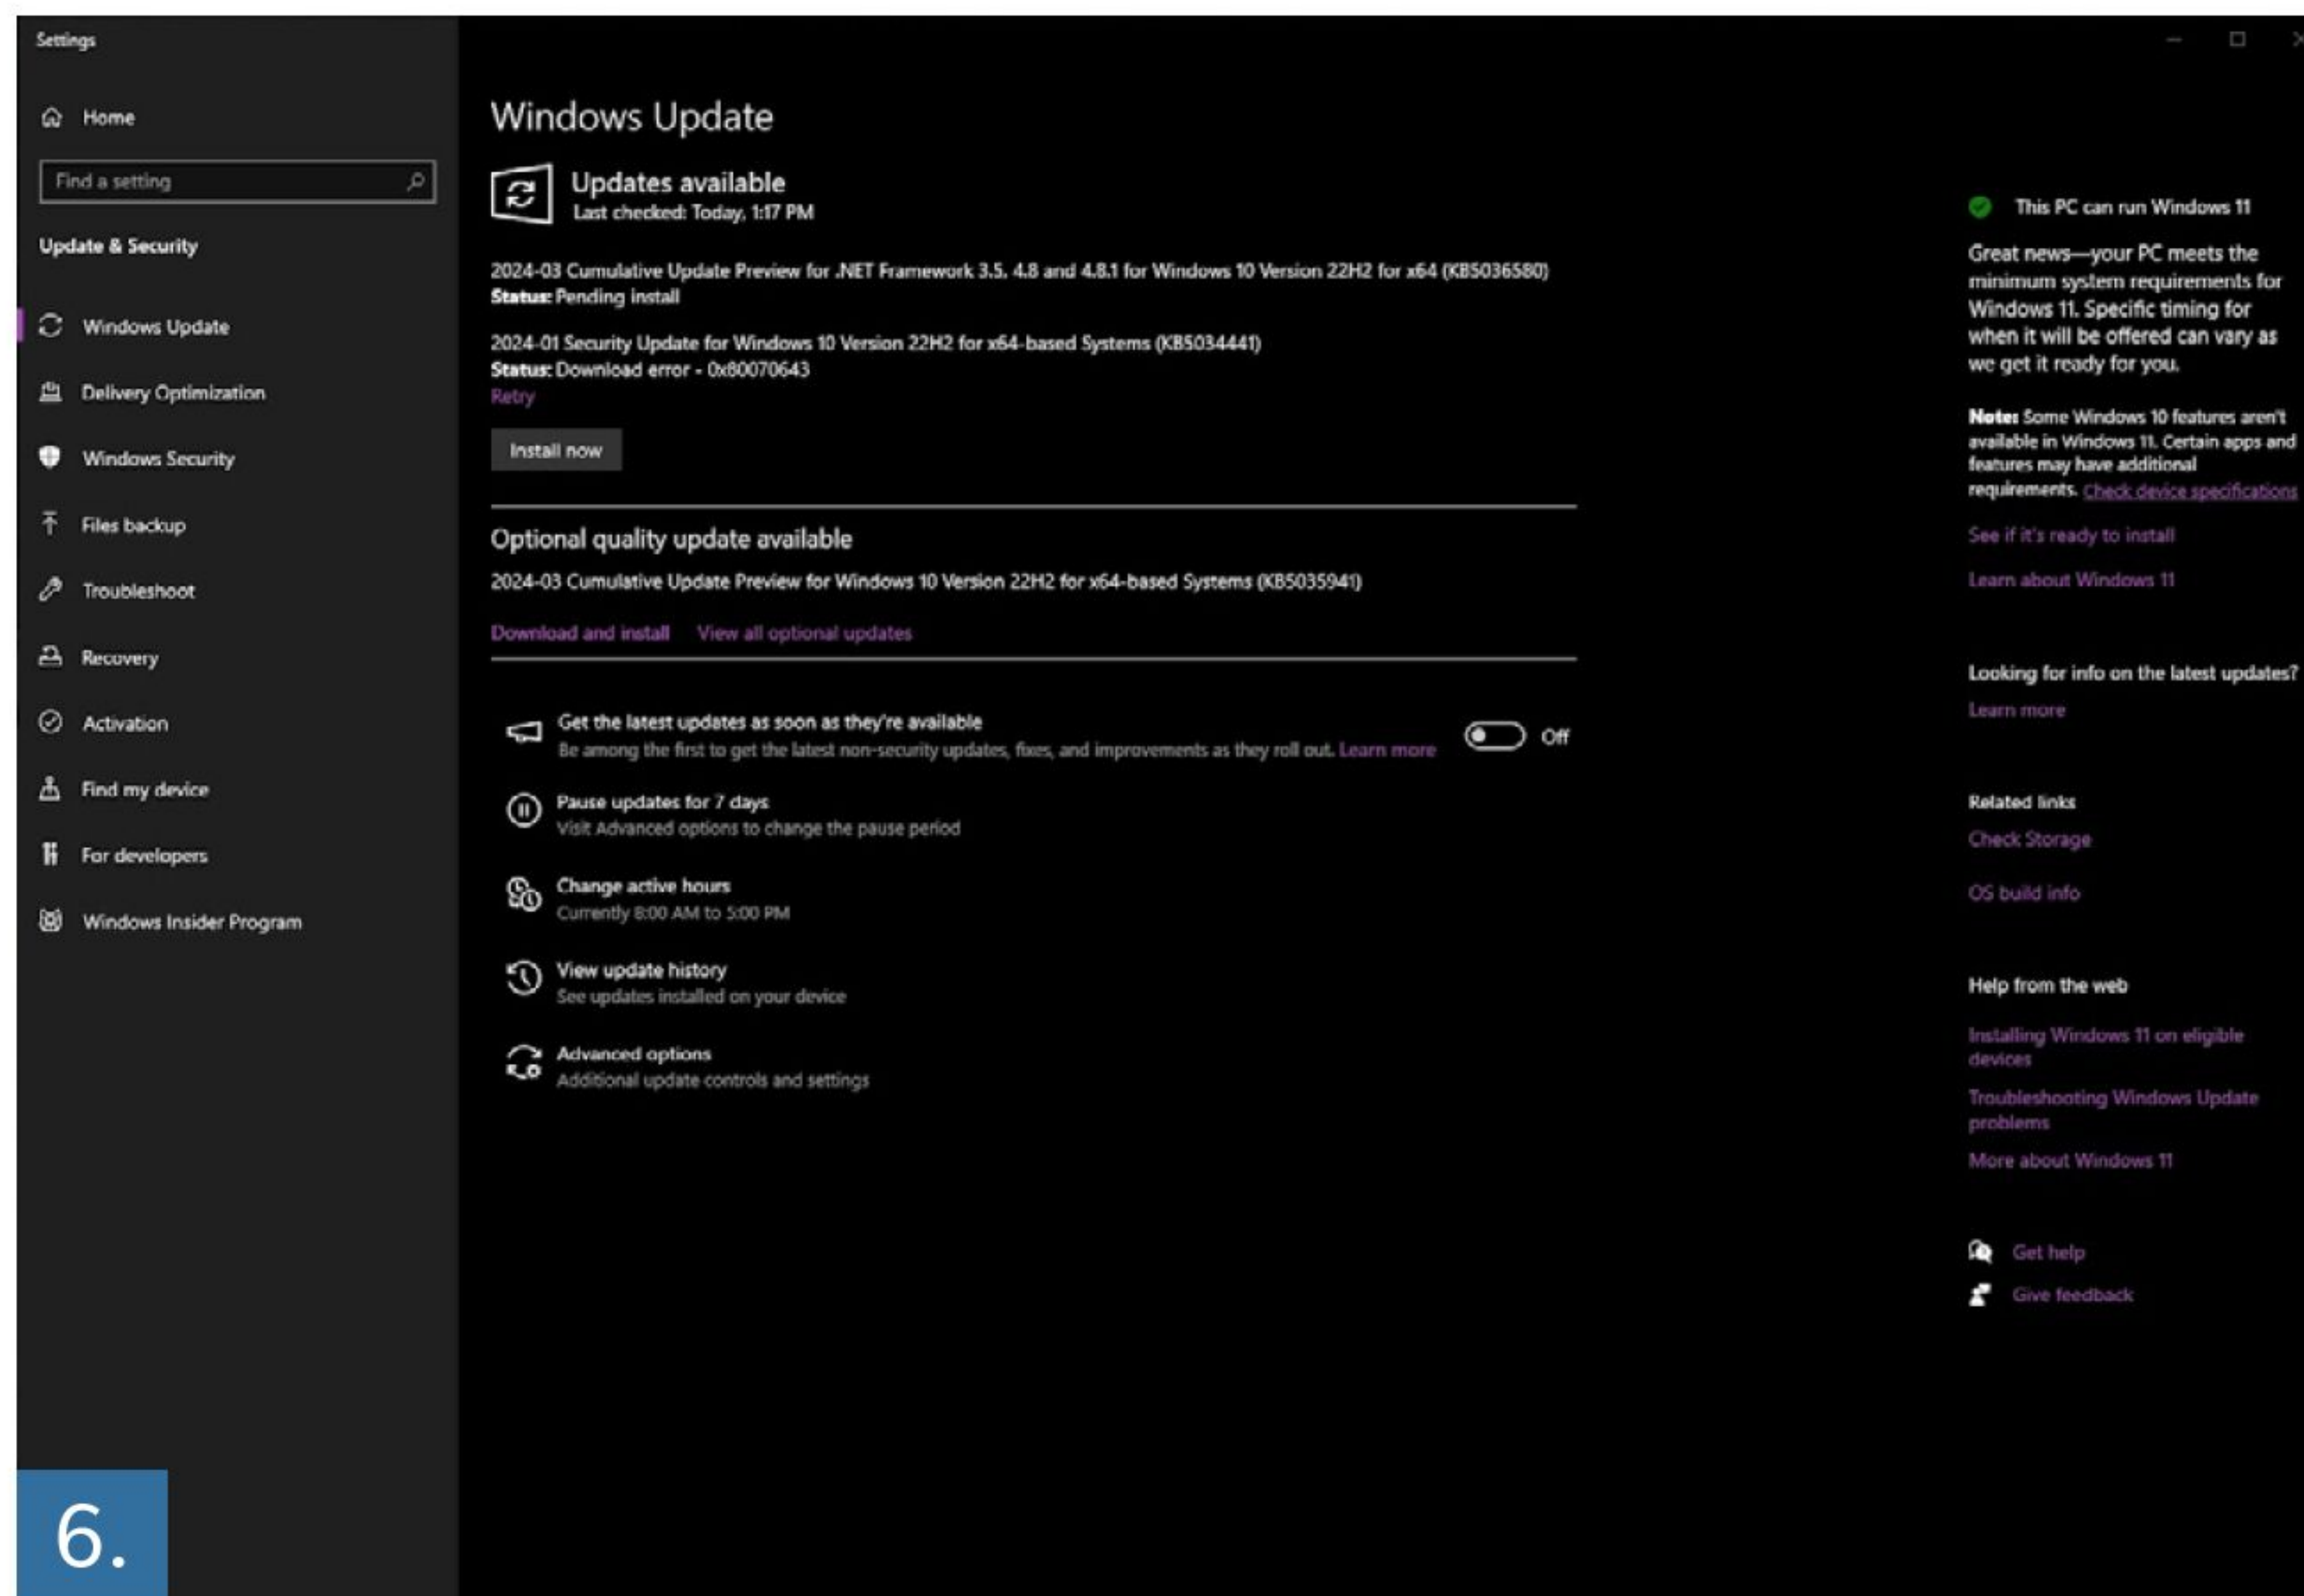 Settings
Home
Find a setting
Update & Security
Windows Update
Delivery Optimization
Windows Security
Files backup
Troubleshoot
Recovery
Activation
Find my device
For developers
Windows Insider Program
6.
Windows Update
Updates available
Last checked: Today, 1:17 PM
2024-03 Cumulative Update Preview for .NET Framework 3.5, 4.8 and 4.8.1 for Windows 10 Version 22H2 for x64 (KB5036580)
Status: Pending install
2024-01 Security Update for Windows 10 Version 22H2 for x64-based Systems (KB5034441)
Status: Download error - 0x80070643
Retry
Install now
Optional quality update available
2024-03 Cumulative Update Preview for Windows 10 Version 22H2 for x64-based Systems (KB5035941)
Download and install View all optional updates
Get the latest updates as soon as they're available
Be among the first to get the latest non-security updates, fixes, and improvements as they roll out. Learn more
Off
Pause updates for 7 days
Visit Advanced options to change the pause period
Change active hours
Currently 8:00 AM to 5:00 PM
View update history
See updates installed on your device
Advanced options
Additional update controls and settings
This PC can run Windows 11
Great news—your PC meets the
minimum system requirements for
Windows 11. Specific timing for
when it will be offered can vary as
we get it ready for you.
Note: Some Windows 10 features aren't
available in Windows 11. Certain apps and
features may have additional
requirements. Check device specifications
See if it's ready to install
Learn about Windows 11
Looking for info on the latest updates?
Learn more
Related links
Check Storage
OS build info
Help from the web
Installing Windows 11 on eligible
devices
Troubleshooting Windows Update
problems
More about Windows 11
Get help
Give feedback